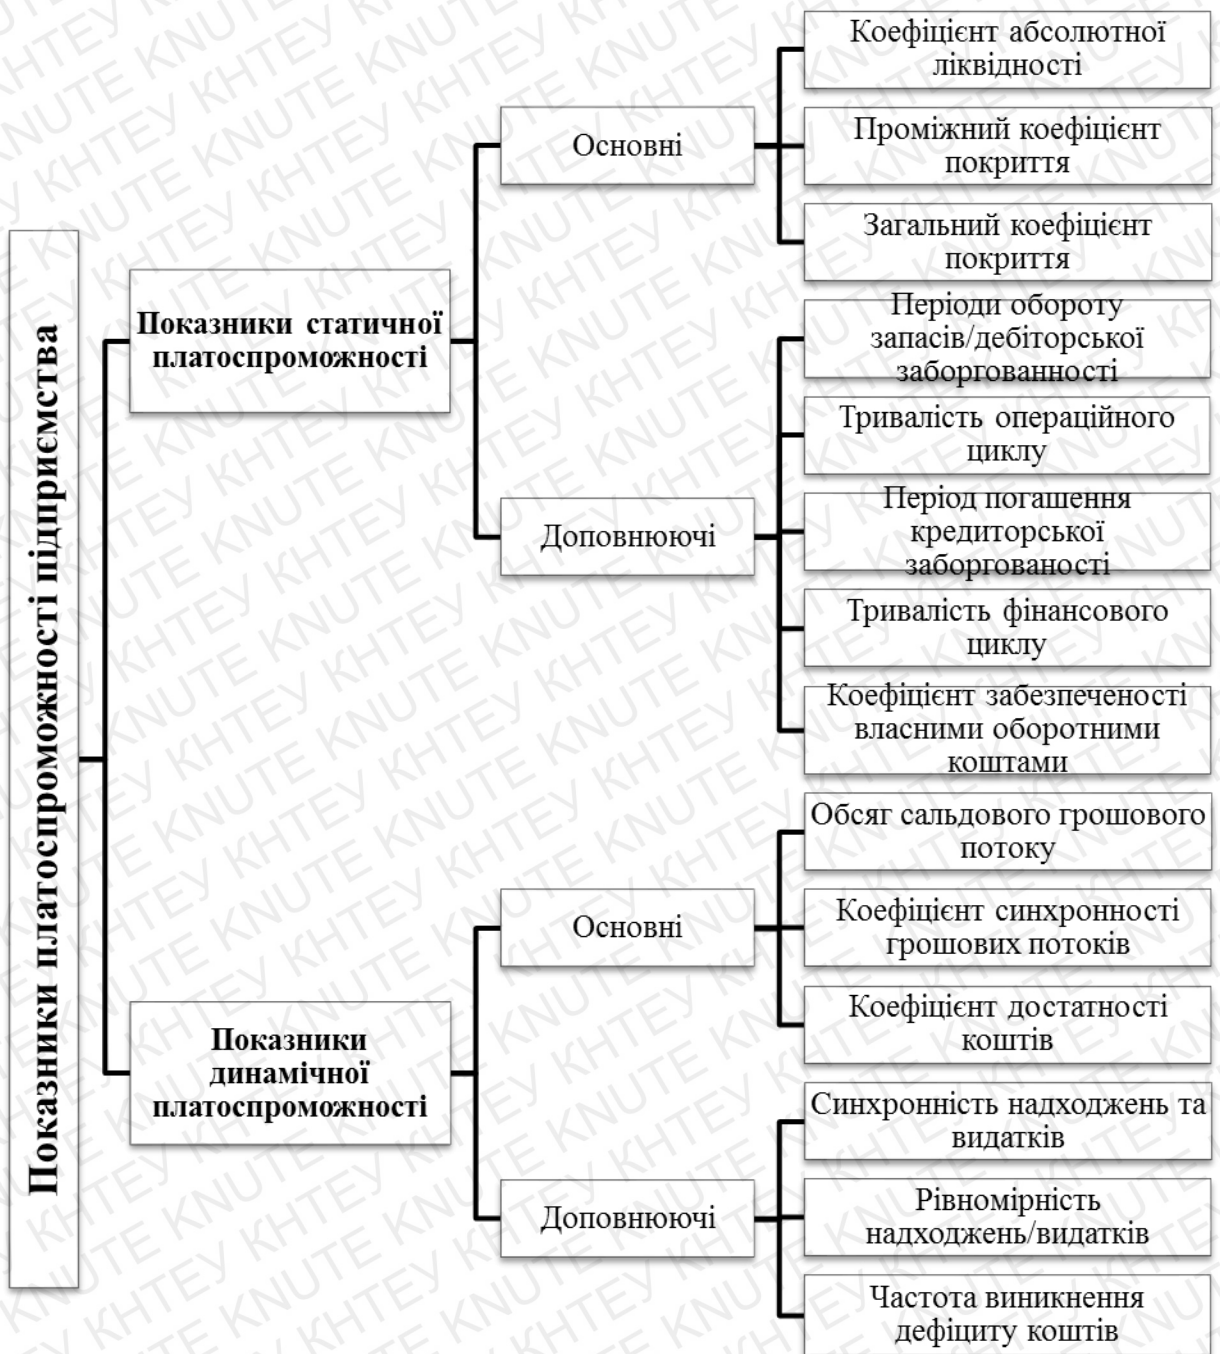 Показники платоспроможності підприємства
Показники статичної
платоспроможності
Основні
Коефіцієнт абсолютної
ліквідності
Проміжний коефіцієнт
покриття
Загальний коефіцієнт
покриття
Доповнюючі
Періоди обороту
запасів/дебіторської
заборгованності
Тривалість операційного
циклу
Період погашення
кредиторської
заборгованості
Тривалість фінансового
циклу
Коефіцієнт забезпеченості
власними оборотними
коштами
Показники
динамічної
платоспроможності
Основні
Обсяг сальдового грошового
потоку
Коефіцієнт синхронності
грошових потоків
Коефіцієнт достатності
коштів
Доповнюючі
Синхронність надходжень та
видатків
Рівномірність
надходжень/видатків
Частота виникнення
дефіциту коштів